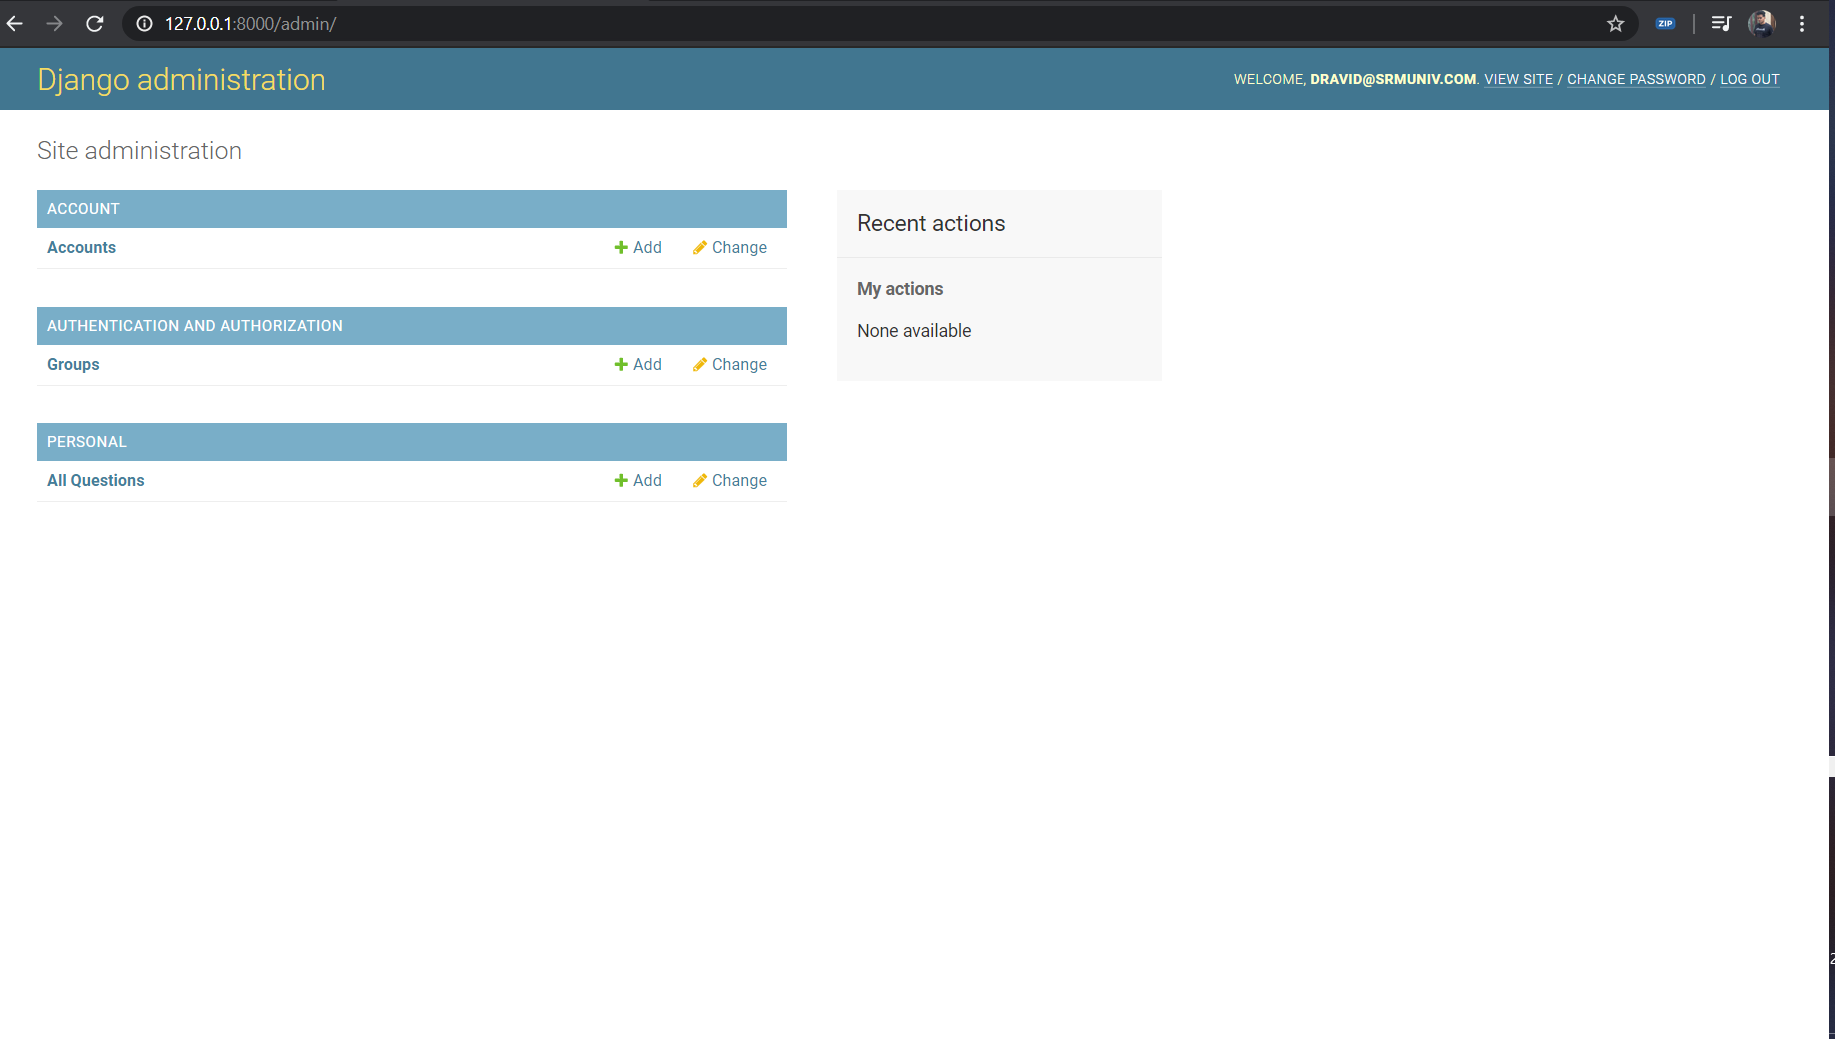 127.0.0.1:8000/admin/
ZIP
Django administration
WELCOME, DRAVID@SRMUNIV.COM. VIEW SITE / CHANGE PASSWORD / LOG OUT
Site administration
ACCOUNT
Accounts Add Change
AUTHENTICATION AND AUTHORIZATION
Groups Add Change
PERSONAL
All Questions Add Change
Recent actions
My actions
None available